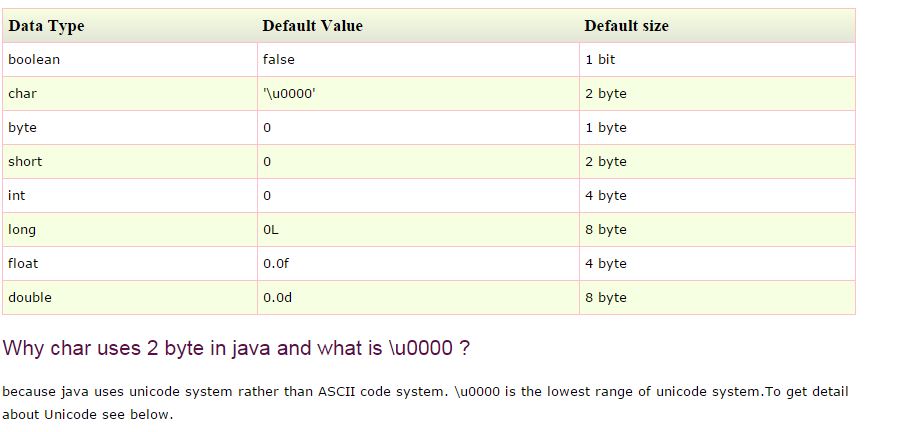 Data Type Default Value Default size
boolean false 1 bit
char '\u0000' 2 byte
byte 0 1 byte
short 0 2 byte
int 0 4 byte
long 0L 8 byte
float 0.0f 4 byte
double 0.0d 8 byte
Why char uses 2 byte in java and what is \u0000 ?
because java uses unicode system rather than ASCII code system. \u0000 is the lowest range of unicode system.To get detail
about Unicode see below.